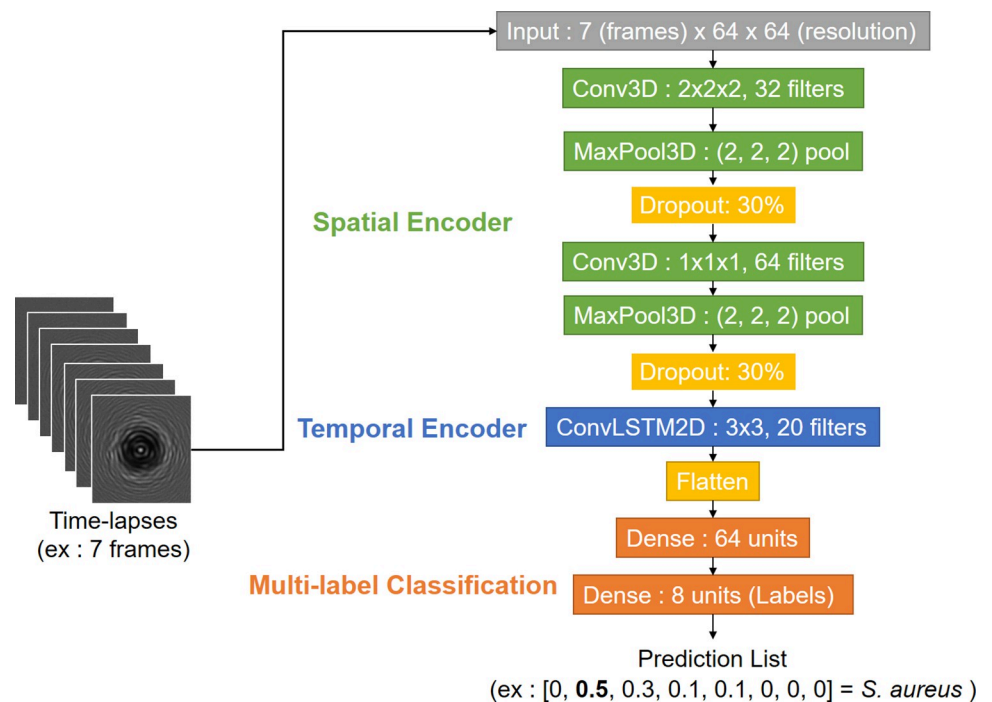 Input : 7 (frames) x 64 x 64 (resolution)
Conv3D : 2x2x2, 32 filters
MaxPool3D : (2, 2, 2) pool
Dropout: 30%
Spatial Encoder
Conv3D : 1x1x1, 64 filters
MaxPool3D : (2, 2, 2) pool
Dropout: 30%
Temporal Encoder
ConvLSTM2D : 3x3, 20 filters
Flatten
Time-lapses
(ex : 7 frames)
Dense : 64 units
Multi-label Classification
Dense : 8 units (Labels)
Prediction List
(ex : [0, 0.5, 0.3, 0.1, 0.1, 0, 0, 0] = S. aureus )